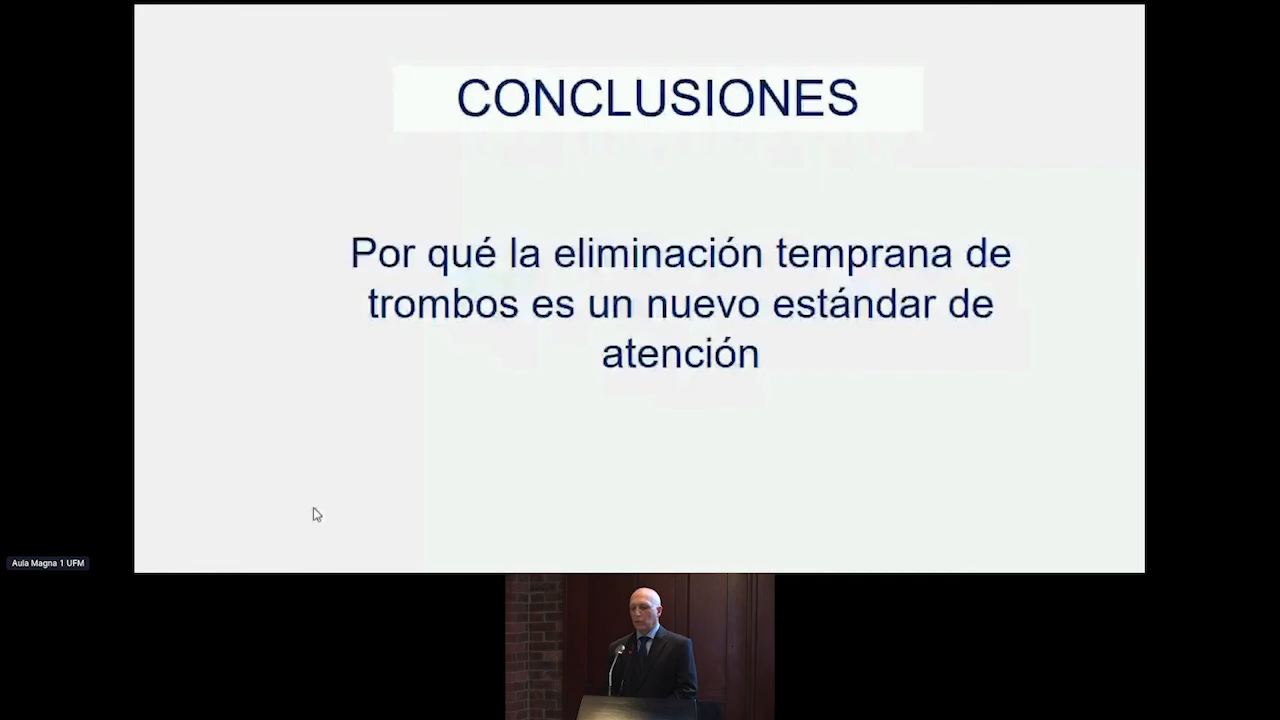 CONCLUSIONES
Por qué la eliminación temprana de
trombos es un nuevo estándar de
atención
Aula Magna 1 UFM